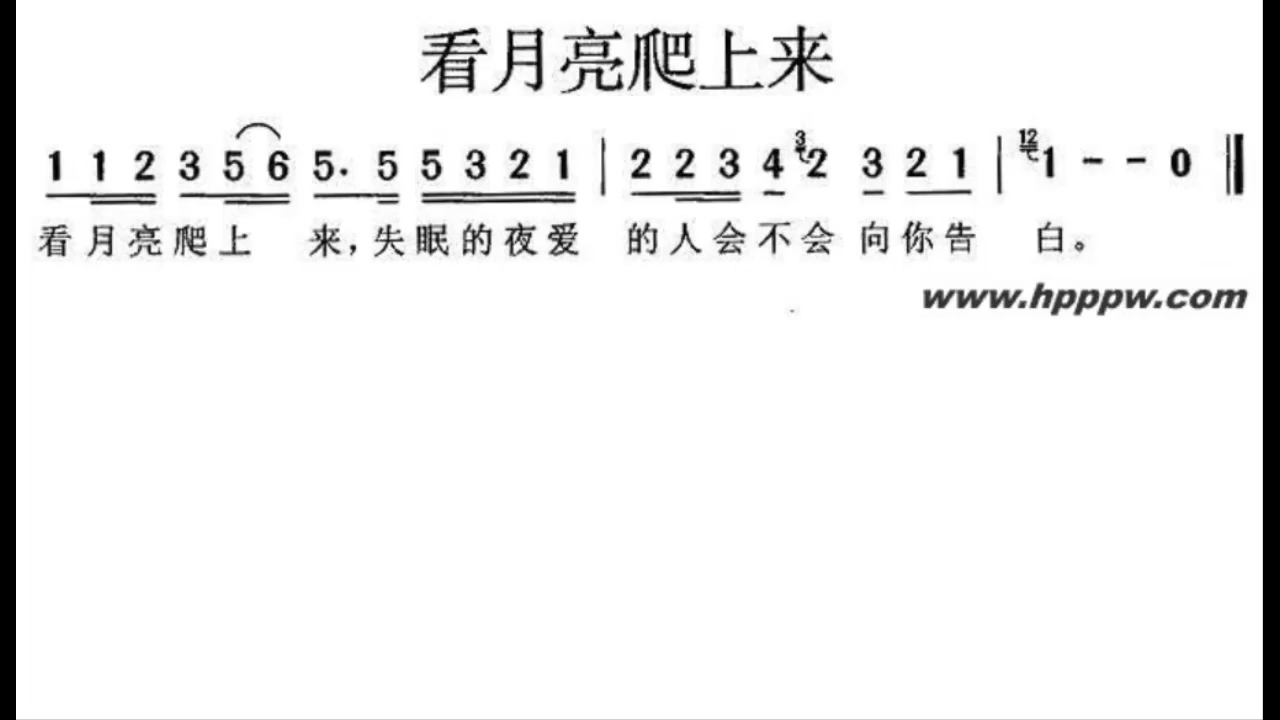 看月亮爬上来
1 1 2 3 5 6 5. 5 5 3 2 1 | 2 2 3 4 3 2 3 2 1 | 12 1 - - 0 ‖
看月亮爬上 来,失眠的夜爱 的人会不会 向你告 白。
www.hpppw.com